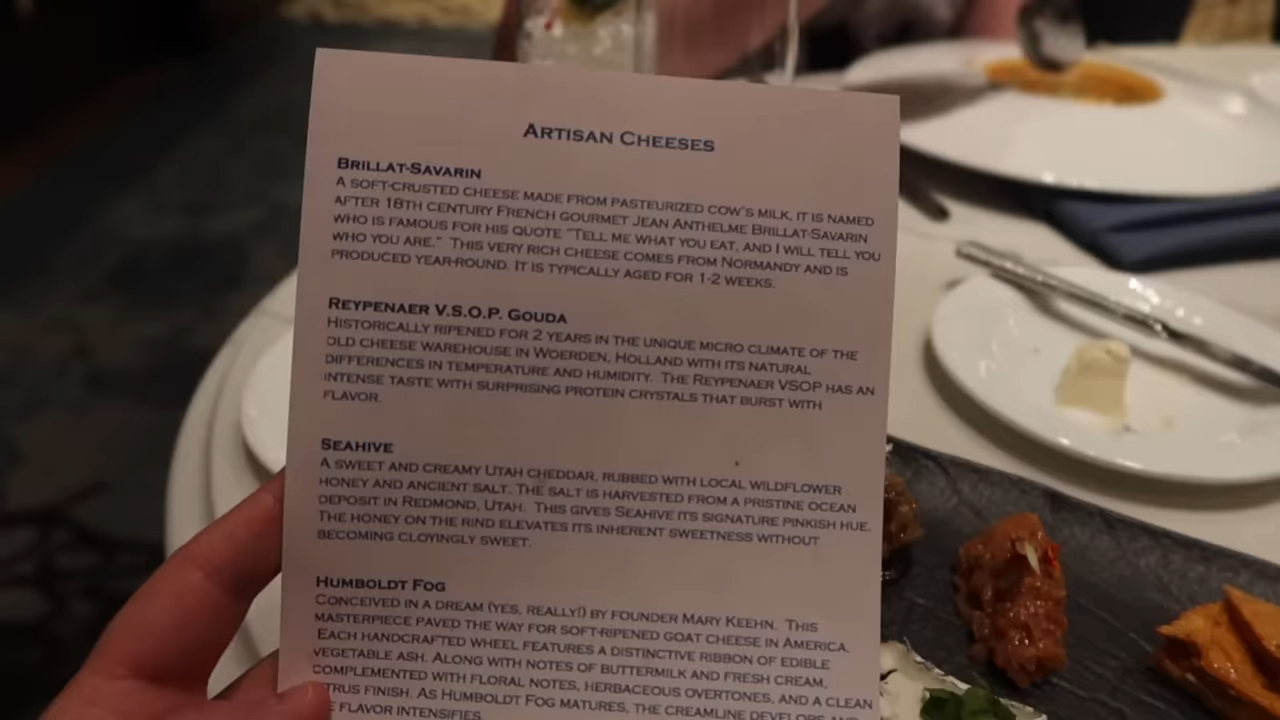 ARTISAN CHEESES
BRILLAT-SAVARIN
A SOFT-CRUSTED CHEESE MADE FROM PASTEURIZED COW'S MILK, IT IS NAMED
AFTER 18TH CENTURY FRENCH GOURMET JEAN ANTHELME BRILLAT-SAVARIN
WHO IS FAMOUS FOR HIS QUOTE "TELL ME WHAT YOU EAT, AND I WILL TELL YOU
WHO YOU ARE." THIS VERY RICH CHEESE COMES FROM NORMANDY AND IS
PRODUCED YEAR-ROUND. IT IS TYPICALLY AGED FOR 1-2 WEEKS.
REYPENAER V.S.O.P. GOUDA
HISTORICALLY RIPENED FOR 2 YEARS IN THE UNIQUE MICRO CLIMATE OF THE
OLD CHEESE WAREHOUSE IN WOERDEN, HOLLAND WITH ITS NATURAL
DIFFERENCES IN TEMPERATURE AND HUMIDITY. THE REYPENAER VSOP HAS AN
INTENSE TASTE WITH SURPRISING PROTEIN CRYSTALS THAT BURST WITH
FLAVOR.
SEAHIVE
A SWEET AND CREAMY UTAH CHEDDAR, RUBBED WITH LOCAL WILDFLOWER
HONEY AND ANCIENT SALT. THE SALT IS HARVESTED FROM A PRISTINE OCEAN
DEPOSIT IN REDMOND, UTAH. THIS GIVES SEAHIVE ITS SIGNATURE PINKISH HUE.
THE HONEY ON THE RIND ELEVATES ITS INHERENT SWEETNESS WITHOUT
BECOMING CLOYINGLY SWEET.
HUMBOLDT FOG
CONCEIVED IN A DREAM (YES, REALLY!) BY FOUNDER MARY KEEHN. THIS
MASTERPIECE PAVED THE WAY FOR SOFT-RIPENED GOAT CHEESE IN AMERICA.
EACH HANDCRAFTED WHEEL FEATURES A DISTINCTIVE RIBBON OF EDIBLE
VEGETABLE ASH. ALONG WITH NOTES OF BUTTERMILK AND FRESH CREAM,
COMPLEMENTED WITH FLORAL NOTES, HERBACEOUS OVERTONES, AND A CLEAN
TRUS FINISH. AS HUMBOLDT FOG MATURES, THE CREAMLINE DEVELOPS AND
E FLAVOR INTENSIFIES.